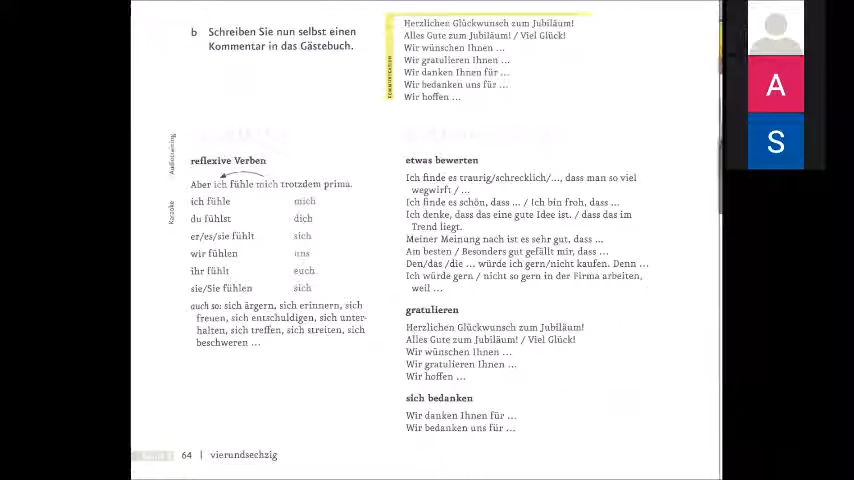 b Schreiben Sie nun selbst einen
Kommentar in das Gästebuch.
KOMMUNIKATION
Herzlichen Glückwunsch zum Jubiläum!
Alles Gute zum Jubiläum! / Viel Glück!
Wir wünschen Ihnen ...
Wir gratulieren Ihnen ...
Wir danken Ihnen für ...
Wir bedanken uns für ...
Wir hoffen ...
Audiotraining
Karaoke
reflexive Verben
Aber ich fühle mich trotzdem prima.
ich fühle mich
du fühlst dich
er/es/sie fühlt sich
wir fühlen uns
ihr fühlt euch
sie/Sie fühlen sich
auch so: sich ärgern, sich erinnern, sich
freuen, sich entschuldigen, sich unter-
halten, sich treffen, sich streiten, sich
beschweren ...
etwas bewerten
Ich finde es traurig/schrecklich/..., dass man so viel
wegwirft / ...
Ich finde es schön, dass ... / Ich bin froh, dass ...
Ich denke, dass das eine gute Idee ist. / dass das im
Trend liegt.
Meiner Meinung nach ist es sehr gut, dass ...
Am besten / Besonders gut gefällt mir, dass ...
Den/das /die ... würde ich gern/nicht kaufen. Denn ...
Ich würde gern / nicht so gern in der Firma arbeiten,
weil ...
gratulieren
Herzlichen Glückwunsch zum Jubiläum!
Alles Gute zum Jubiläum! / Viel Glück!
Wir wünschen Ihnen ...
Wir gratulieren Ihnen ...
Wir hoffen ...
sich bedanken
Wir danken Ihnen für ...
Wir bedanken uns für ...
64 | vierundsechzig
A
S